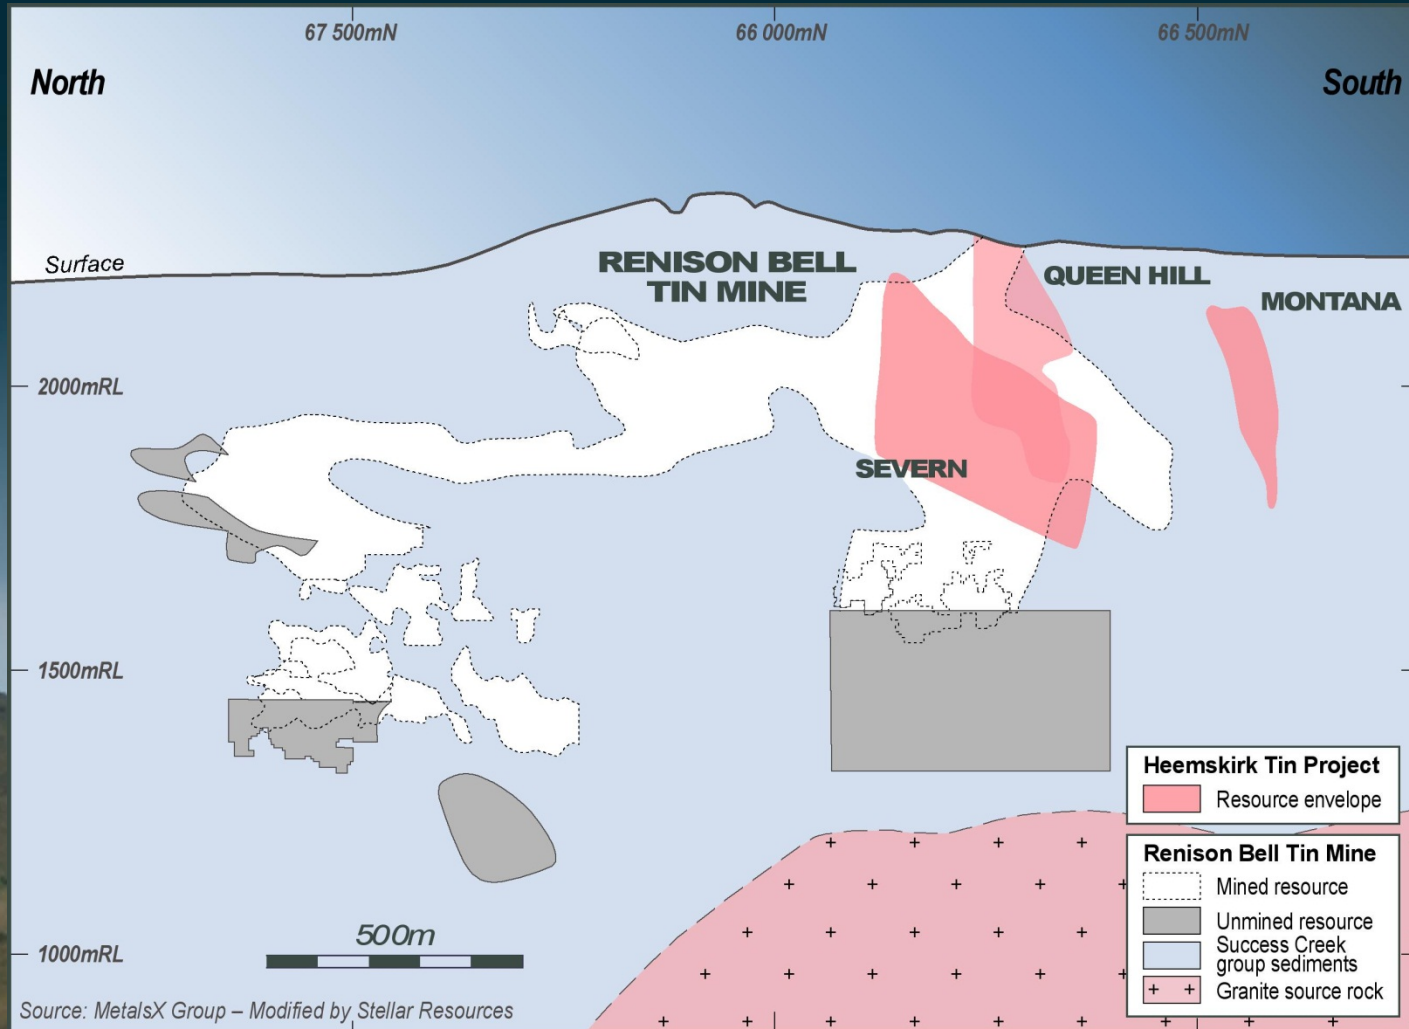 67 500mN
66 000mN
66 500mN
North
South
Surface
RENISON BELL
TIN MINE
QUEEN HILL
MONTANA
2000mRL
SEVERN
1500mRL
Heemskirk Tin Project
Resource envelope
Renison Bell Tin Mine
Mined resource
Unmined resource
Success Creek
group sediments
Granite source rock
500m
1000mRL
Source: MetalsX Group – Modified by Stellar Resources